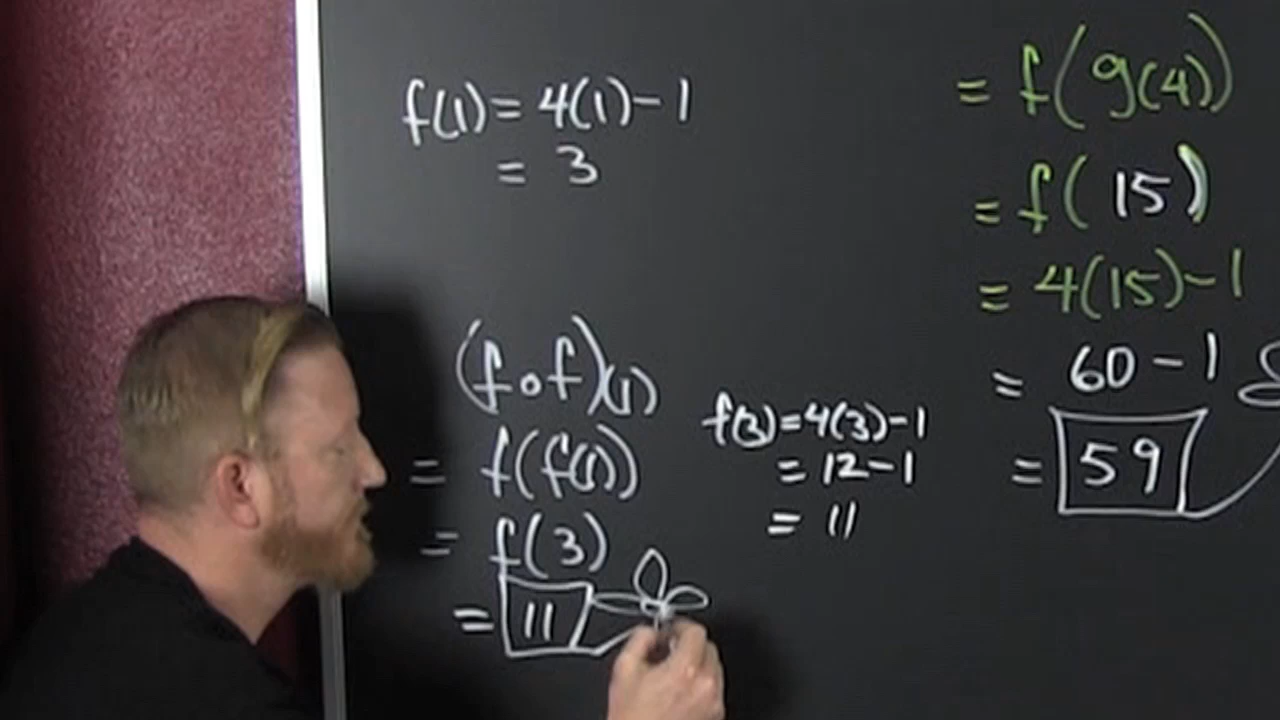 f(1) = 4(1) - 1
= 3
(f∘f)(1)
= f(f(1))
= f(3)
= 11
f(3) = 4(3) - 1
= 12 - 1
= 11
= f(g(4))
= f(15)
= 4(15) - 1
= 60 - 1
= 59